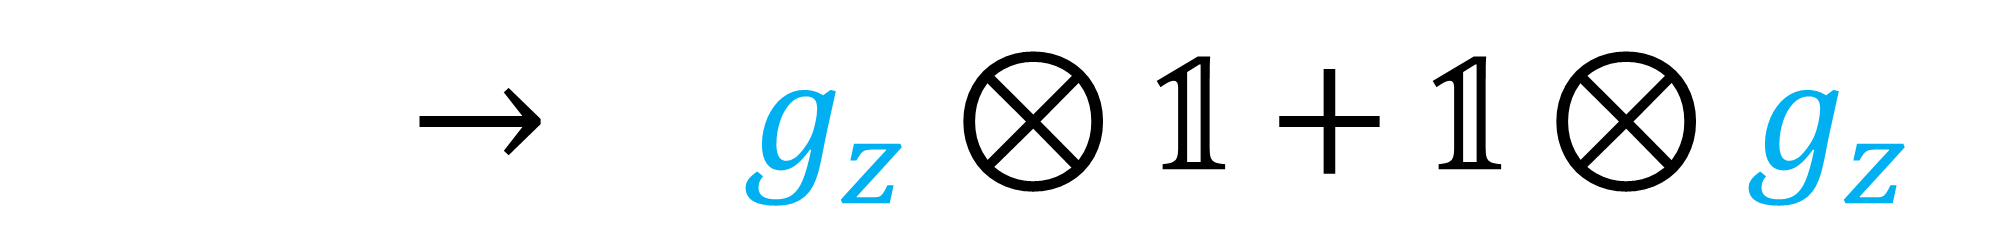 → g_z ⊗ 𝟙 + 𝟙 ⊗ g_z